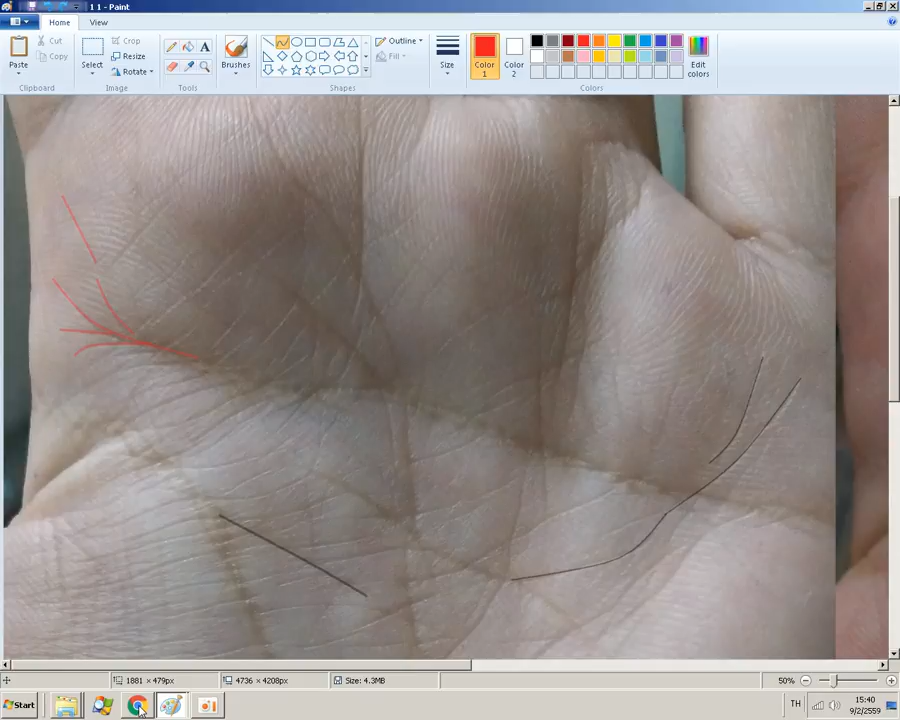 1 1 - Paint
Home View
Paste
Cut
Copy
Clipboard
Select
Crop
Resize
Rotate
Image
A
Tools
Brushes
Outline
Fill
Shapes
Size
Color 1
Color 2
Edit colors
Colors
1881 × 479px
4736 × 4208px
Size: 4.3MB
50%
Start
TH
15:40
9/2/2559